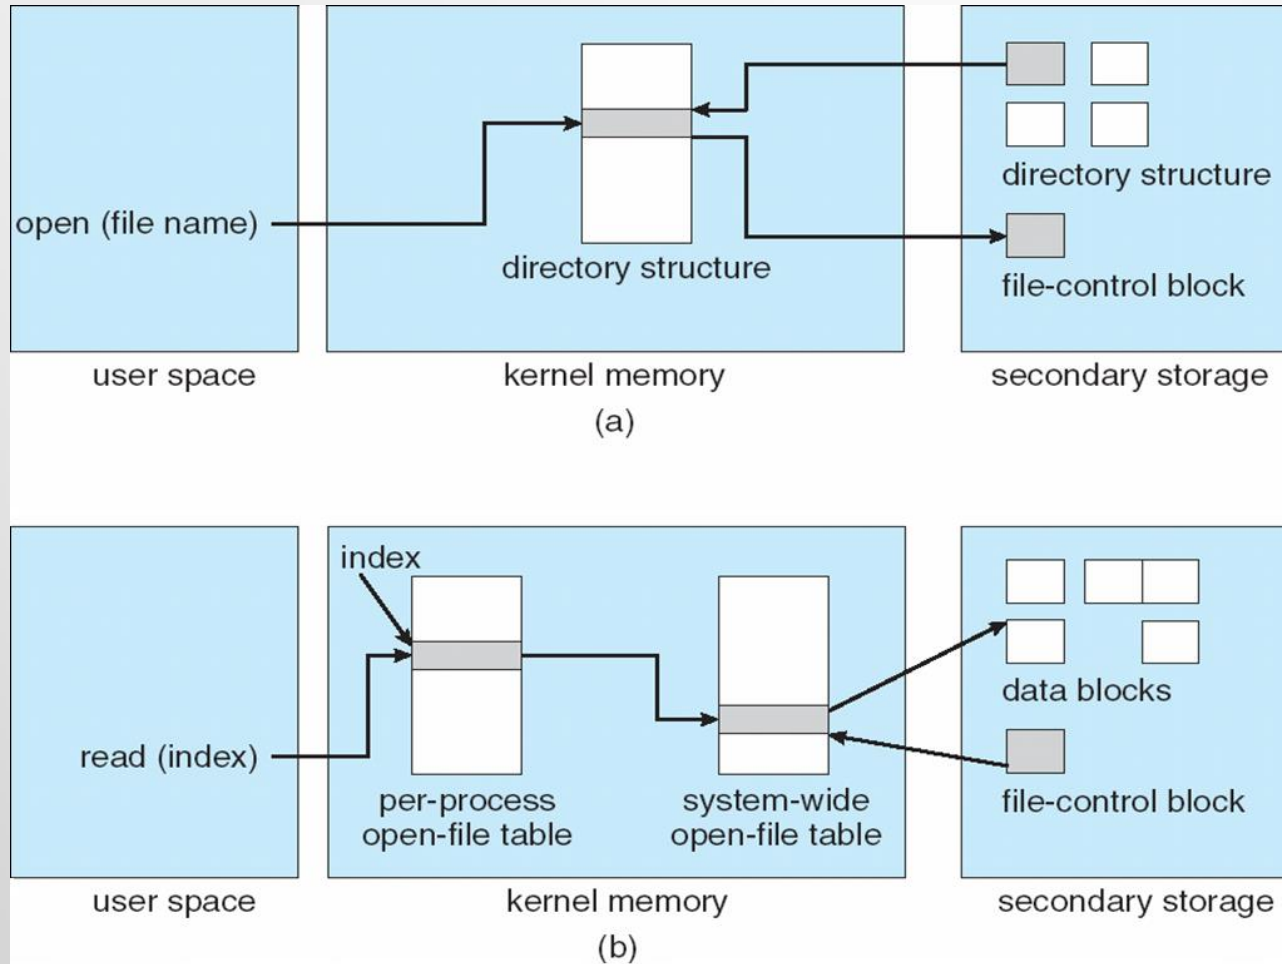 open (file name)
directory structure
directory structure
file-control block
user space
kernel memory
secondary storage
(a)
index
read (index)
per-process
open-file table
system-wide
open-file table
data blocks
file-control block
user space
kernel memory
secondary storage
(b)